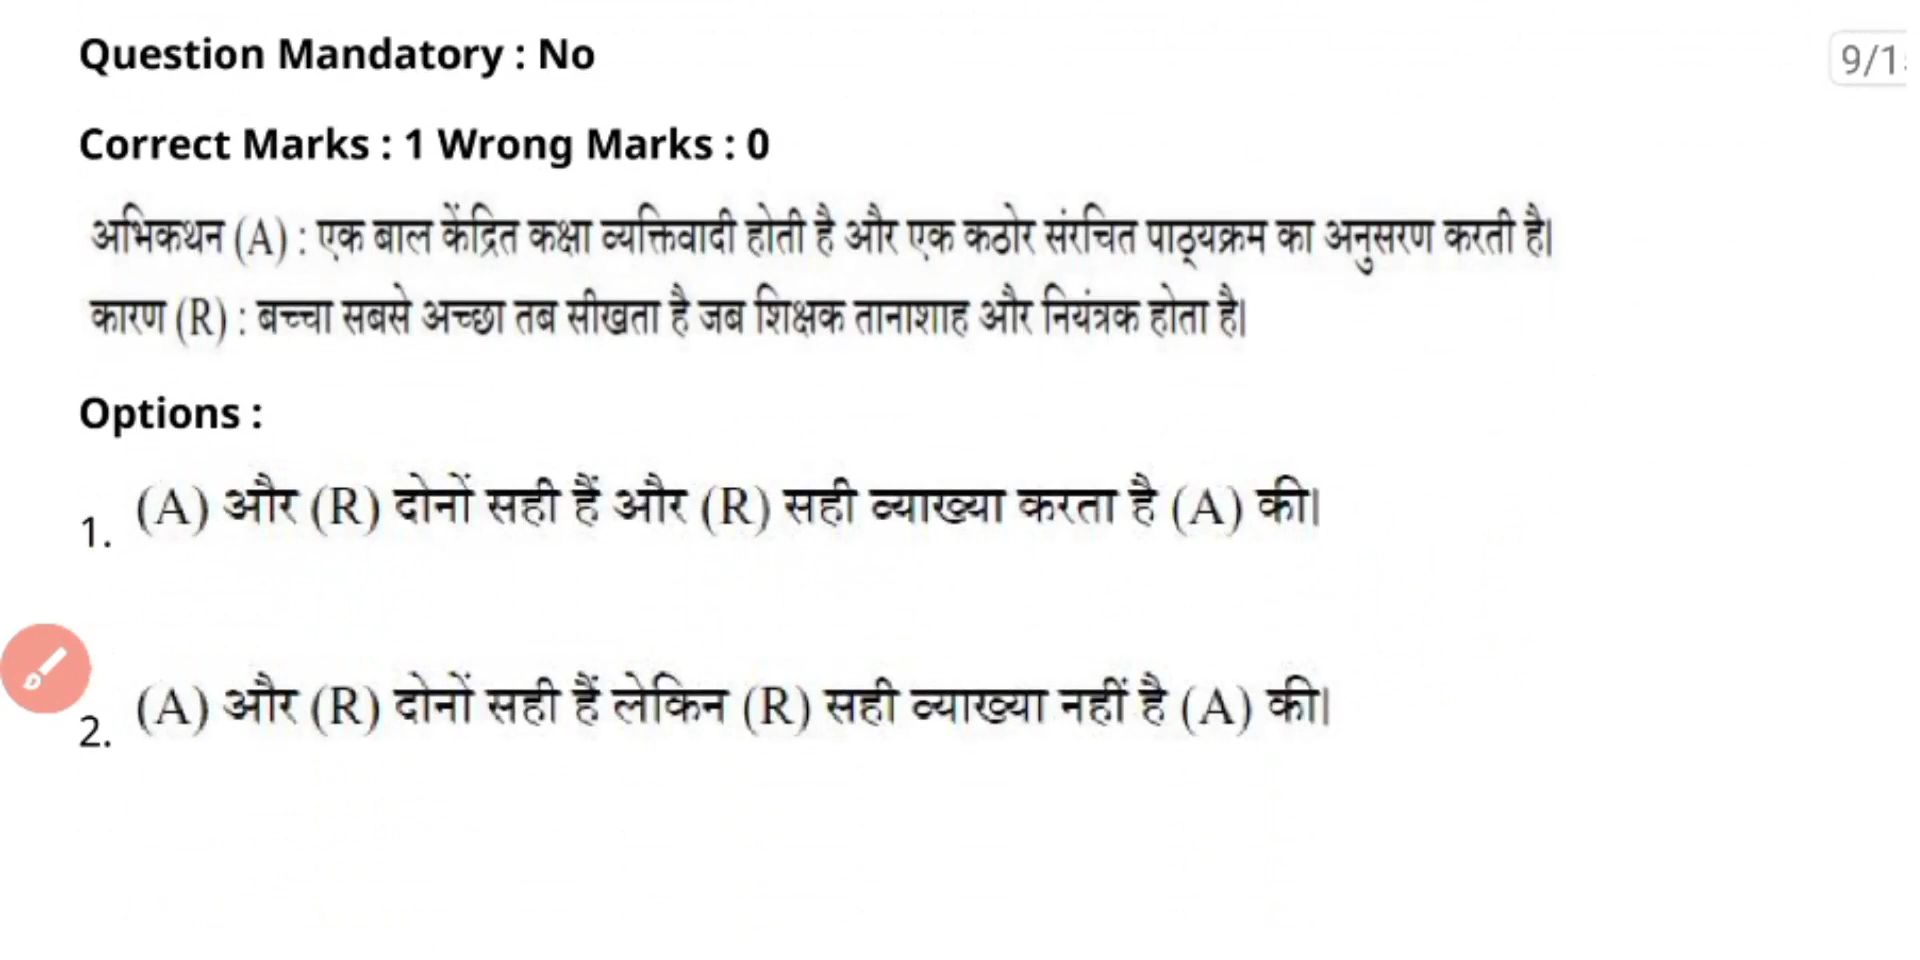 Question Mandatory : No
9/1
Correct Marks : 1 Wrong Marks : 0
अभिकथन (A) : एक बाल केंद्रित कक्षा व्यक्तिवादी होती है और एक कठोर संरचित पाठ्यक्रम का अनुसरण करती है।
कारण (R) : बच्चा सबसे अच्छा तब सीखता है जब शिक्षक तानाशाह और नियंत्रक होता है।
Options :
1. (A) और (R) दोनों सही हैं और (R) सही व्याख्या करता है (A) की।
2. (A) और (R) दोनों सही हैं लेकिन (R) सही व्याख्या नहीं है (A) की।